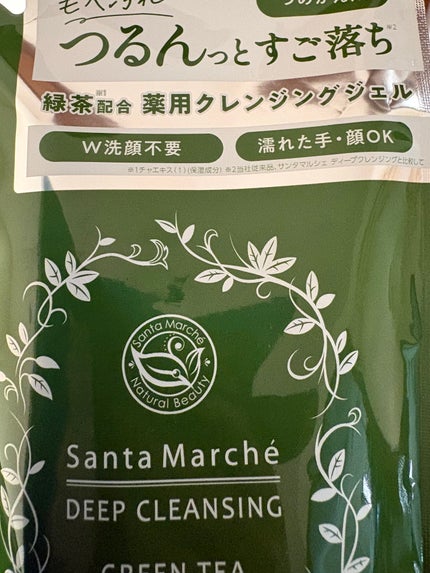 つるんっとすご落ち※2
緑茶※1配合 薬用クレンジングジェル
W洗顔不要
濡れた手・顔OK
※1チャエキス(1)(保湿成分) ※2当社従来品、サンタマルシェ ディープクレンジングと比較して
Santa Marché
Natural Beauty
Santa Marché
DEEP CLEANSING
GREEN TEA